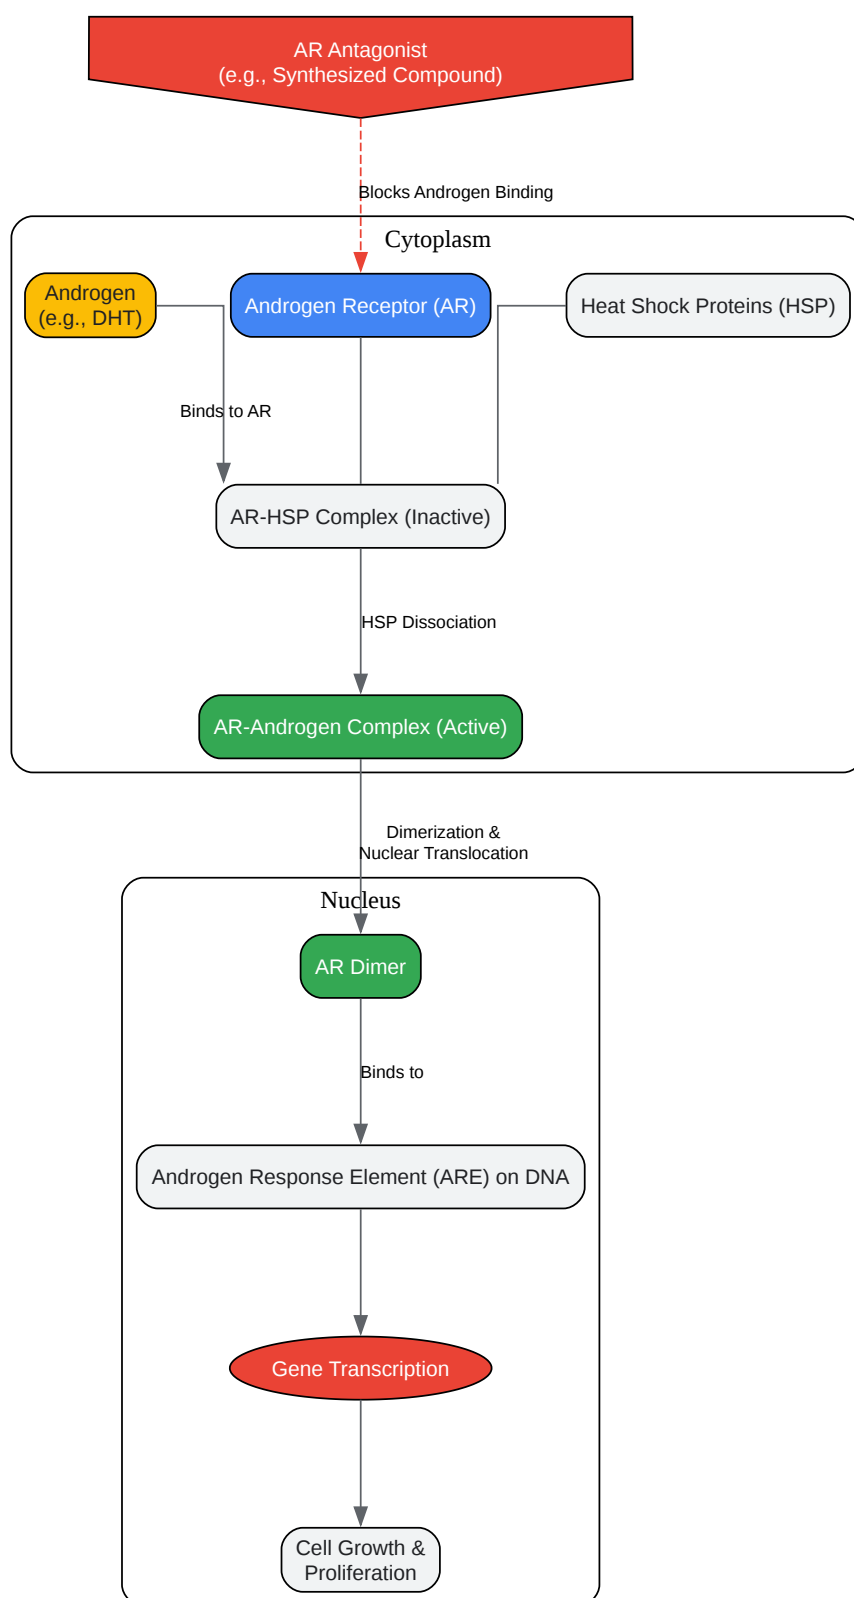 AR Antagonist
(e.g., Synthesized Compound)
Blocks Androgen Binding
Cytoplasm
Androgen
(e.g., DHT)
Androgen Receptor (AR)
Heat Shock Proteins (HSP)
Binds to AR
AR-HSP Complex (Inactive)
HSP Dissociation
AR-Androgen Complex (Active)
Dimerization &
Nuclear Translocation
Nucleus
AR Dimer
Binds to
Androgen Response Element (ARE) on DNA
Gene Transcription
Cell Growth &
Proliferation